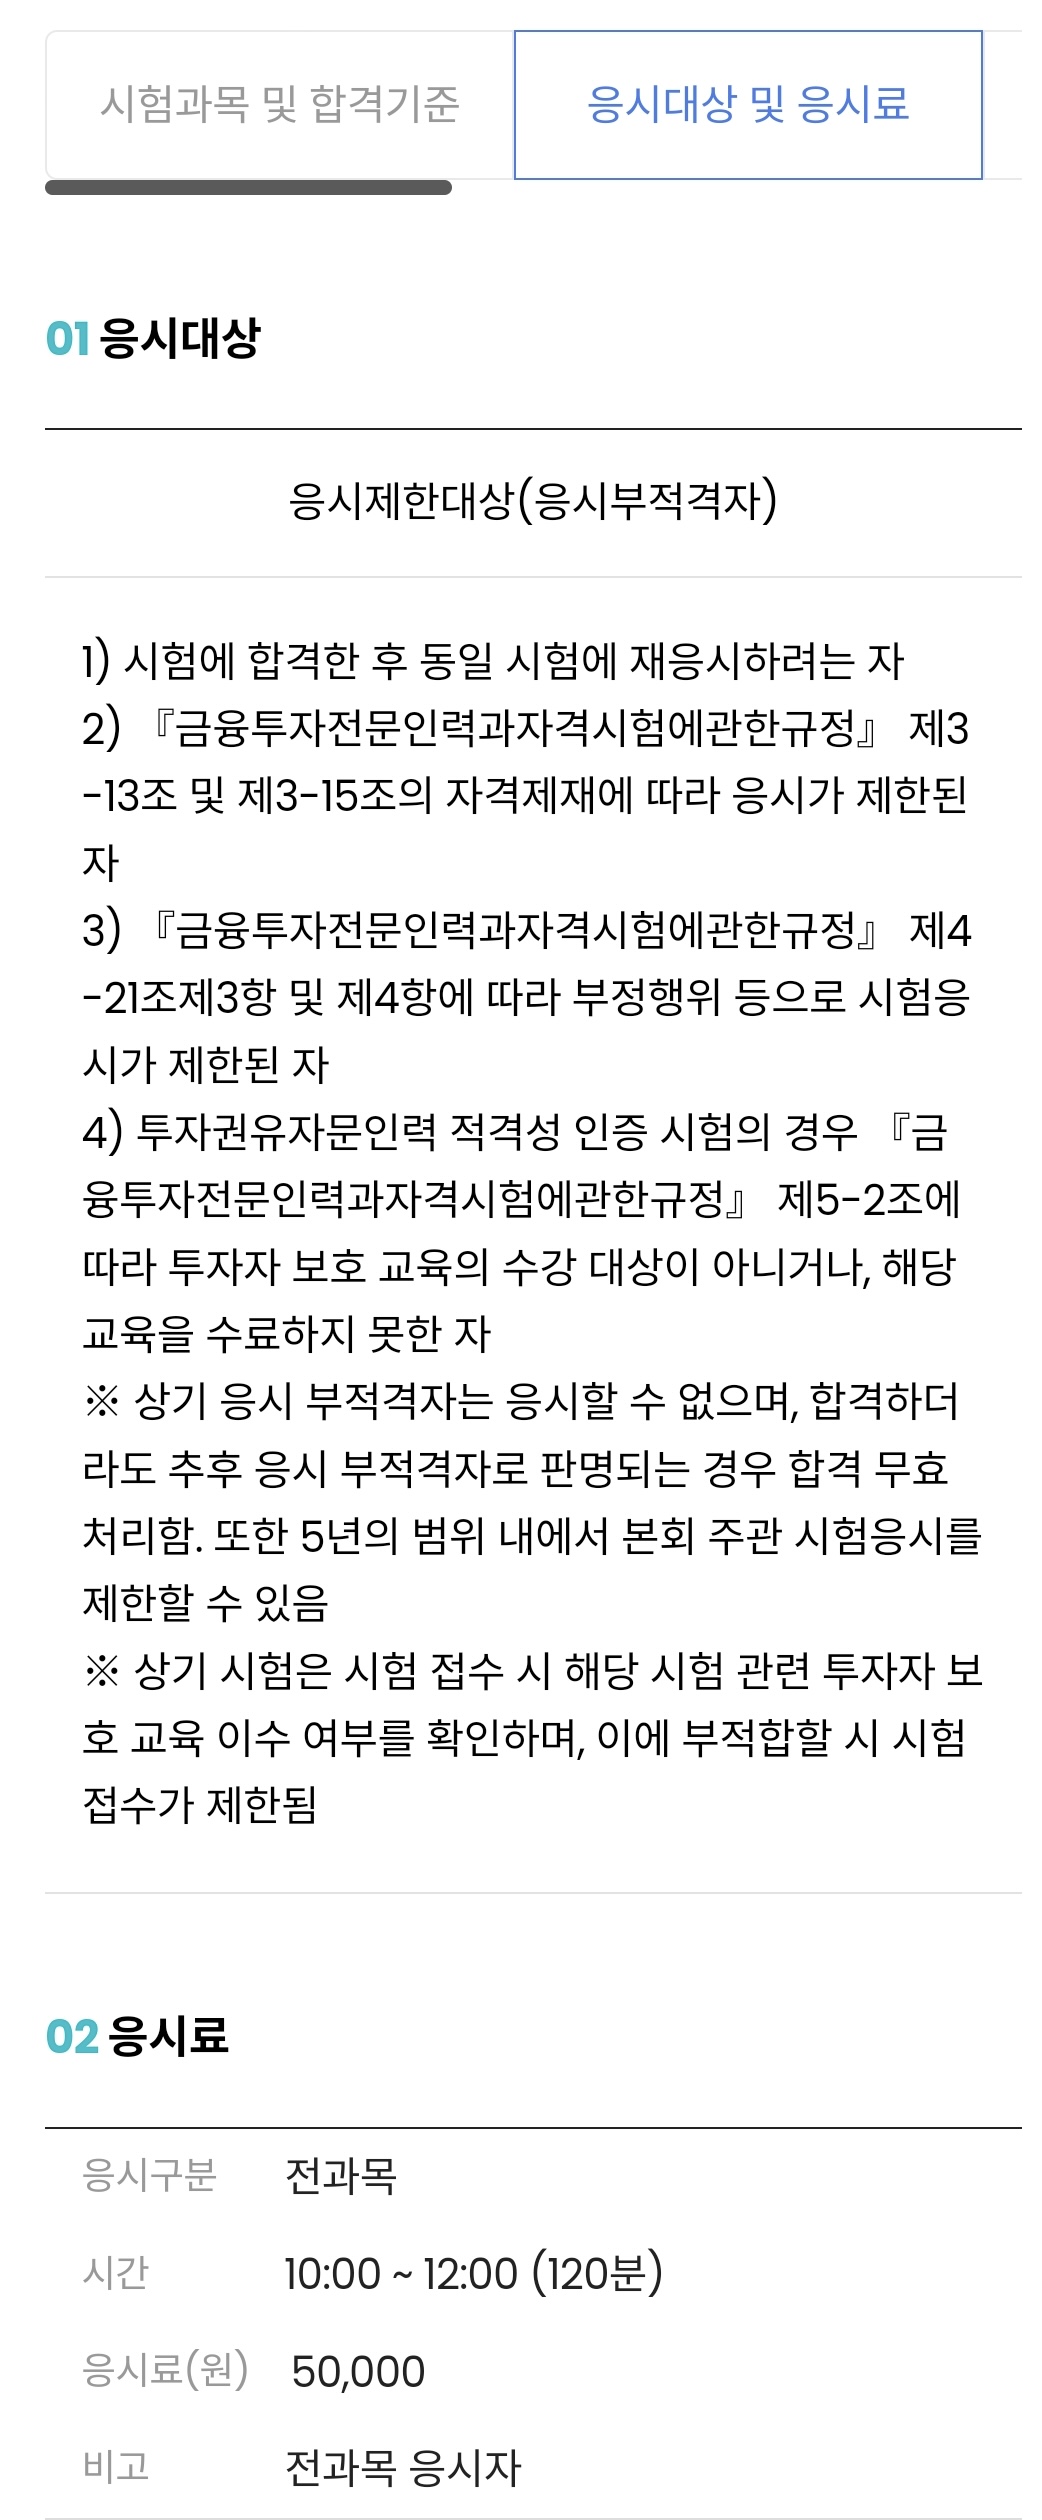 시험과목 및 합격기준
응시대상 및 응시료
01 응시대상
응시제한대상(응시부적격자)
1) 시험에 합격한 후 동일 시험에 재응시하려는 자
2) 『금융투자전문인력과자격시험에관한규정』 제3
-13조 및 제3-15조의 자격제재에 따라 응시가 제한된
자
3) 『금융투자전문인력과자격시험에관한규정』 제4
-21조제3항 및 제4항에 따라 부정행위 등으로 시험응
시가 제한된 자
4) 투자권유자문인력 적격성 인증 시험의 경우 『금
융투자전문인력과자격시험에관한규정』 제5-2조에
따라 투자자 보호 교육의 수강 대상이 아니거나, 해당
교육을 수료하지 못한 자
※ 상기 응시 부적격자는 응시할 수 없으며, 합격하더
라도 추후 응시 부적격자로 판명되는 경우 합격 무효
처리함. 또한 5년의 범위 내에서 본회 주관 시험응시를
제한할 수 있음
※ 상기 시험은 시험 접수 시 해당 시험 관련 투자자 보
호 교육 이수 여부를 확인하며, 이에 부적합할 시 시험
접수가 제한됨
02 응시료
응시구분 전과목
시간 10:00 ~ 12:00 (120분)
응시료(원) 50,000
비고 전과목 응시자